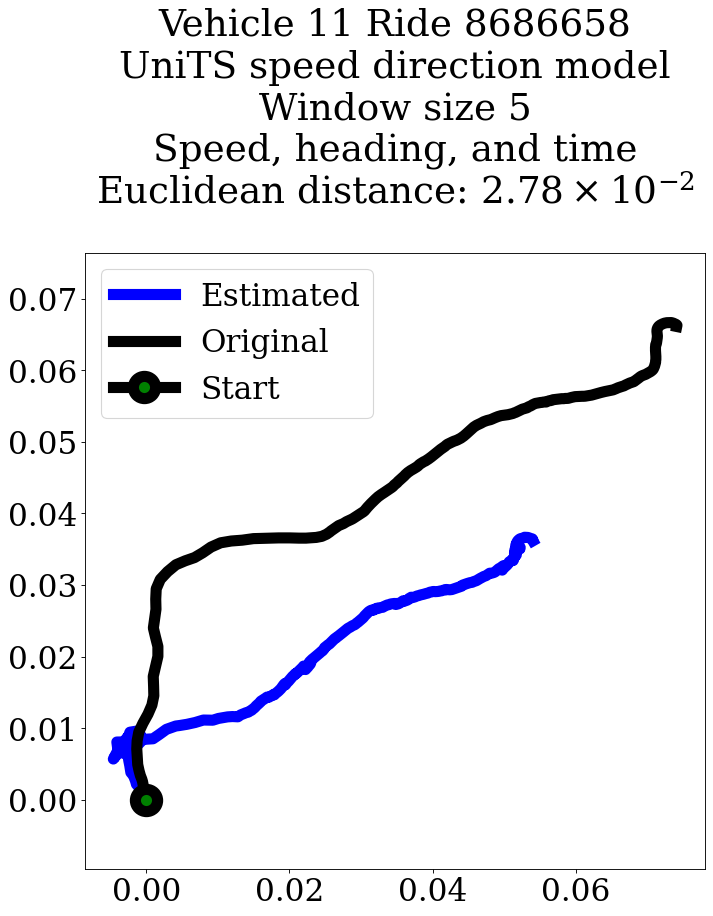 Vehicle 11 Ride 8686658
UniTS speed direction model
Window size 5
Speed, heading, and time
Euclidean distance: 2.78 × 10⁻²
Estimated
Original
Start
0.07
0.06
0.05
0.04
0.03
0.02
0.01
0.00
0.00 0.02 0.04 0.06